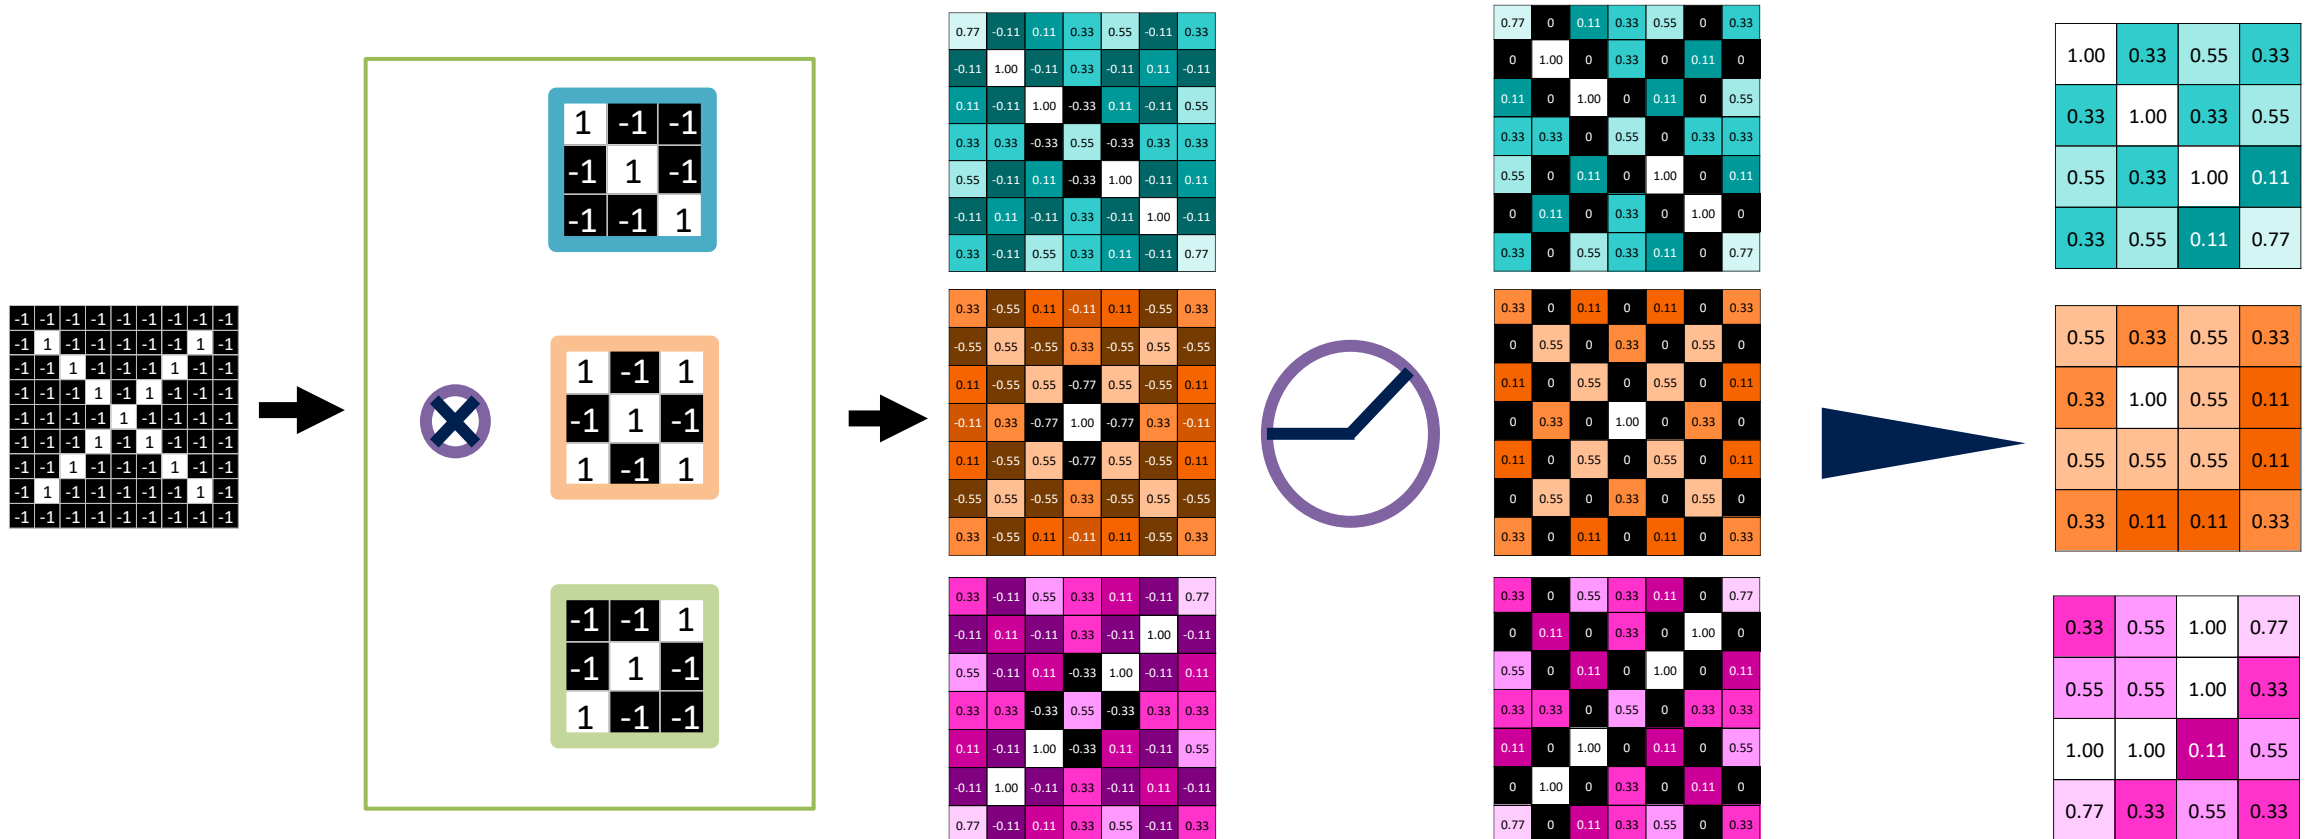 -1 -1 -1 -1 -1 -1 -1 -1 -1
-1 1 -1 -1 -1 -1 -1 1 -1
-1 -1 1 -1 -1 -1 1 -1 -1
-1 -1 -1 1 -1 1 -1 -1 -1
-1 -1 -1 -1 1 -1 -1 -1 -1
-1 -1 -1 1 -1 1 -1 -1 -1
-1 -1 1 -1 -1 -1 1 -1 -1
-1 1 -1 -1 -1 -1 -1 1 -1
-1 -1 -1 -1 -1 -1 -1 -1 -1
1 -1 -1
-1 1 -1
-1 -1 1
1 -1 1
-1 1 -1
1 -1 1
-1 -1 1
-1 1 -1
1 -1 -1
0.77 -0.11 0.11 0.33 0.55 -0.11 0.33
-0.11 1.00 -0.11 0.33 -0.11 0.11 -0.11
0.11 -0.11 1.00 -0.33 0.11 -0.11 0.55
0.33 0.33 -0.33 0.55 -0.33 0.33 0.33
0.55 -0.11 0.11 -0.33 1.00 -0.11 0.11
-0.11 0.11 -0.11 0.33 -0.11 1.00 -0.11
0.33 -0.11 0.55 0.33 0.11 -0.11 0.77
0.33 -0.55 0.11 -0.11 0.11 -0.55 0.33
-0.55 0.55 -0.55 0.33 -0.55 0.55 -0.55
0.11 -0.55 0.55 -0.77 0.55 -0.55 0.11
-0.11 0.33 -0.77 1.00 -0.77 0.33 -0.11
0.11 -0.55 0.55 -0.77 0.55 -0.55 0.11
-0.55 0.55 -0.55 0.33 -0.55 0.55 -0.55
0.33 -0.55 0.11 -0.11 0.11 -0.55 0.33
0.33 -0.11 0.55 0.33 0.11 -0.11 0.77
-0.11 0.11 -0.11 0.33 -0.11 1.00 -0.11
0.55 -0.11 0.11 -0.33 1.00 -0.11 0.11
0.33 0.33 -0.33 0.55 -0.33 0.33 0.33
0.11 -0.11 1.00 -0.33 0.11 -0.11 0.55
-0.11 1.00 -0.11 0.33 -0.11 0.11 -0.11
0.77 -0.11 0.11 0.33 0.55 -0.11 0.33
0.77 0 0.11 0.33 0.55 0 0.33
0 1.00 0 0.33 0 0.11 0
0.11 0 1.00 0 0.11 0 0.55
0.33 0.33 0 0.55 0 0.33 0.33
0.55 0 0.11 0 1.00 0 0.11
0 0.11 0 0.33 0 1.00 0
0.33 0 0.55 0.33 0.11 0 0.77
0.33 0 0.11 0 0.11 0 0.33
0 0.55 0 0.33 0 0.55 0
0.11 0 0.55 0 0.55 0 0.11
0 0.33 0 1.00 0 0.33 0
0.11 0 0.55 0 0.55 0 0.11
0 0.55 0 0.33 0 0.55 0
0.33 0 0.11 0 0.11 0 0.33
0.33 0 0.55 0.33 0.11 0 0.77
0 0.11 0 0.33 0 1.00 0
0.55 0 0.11 0 1.00 0 0.11
0.33 0.33 0 0.55 0 0.33 0.33
0.11 0 1.00 0 0.11 0 0.55
0 1.00 0 0.33 0 0.11 0
0.77 0 0.11 0.33 0.55 0 0.33
1.00 0.33 0.55 0.33
0.33 1.00 0.33 0.55
0.55 0.33 1.00 0.11
0.33 0.55 0.11 0.77
0.55 0.33 0.55 0.33
0.33 1.00 0.55 0.11
0.55 0.55 0.55 0.11
0.33 0.11 0.11 0.33
0.33 0.55 1.00 0.77
0.55 0.55 1.00 0.33
1.00 1.00 0.11 0.55
0.77 0.33 0.55 0.33